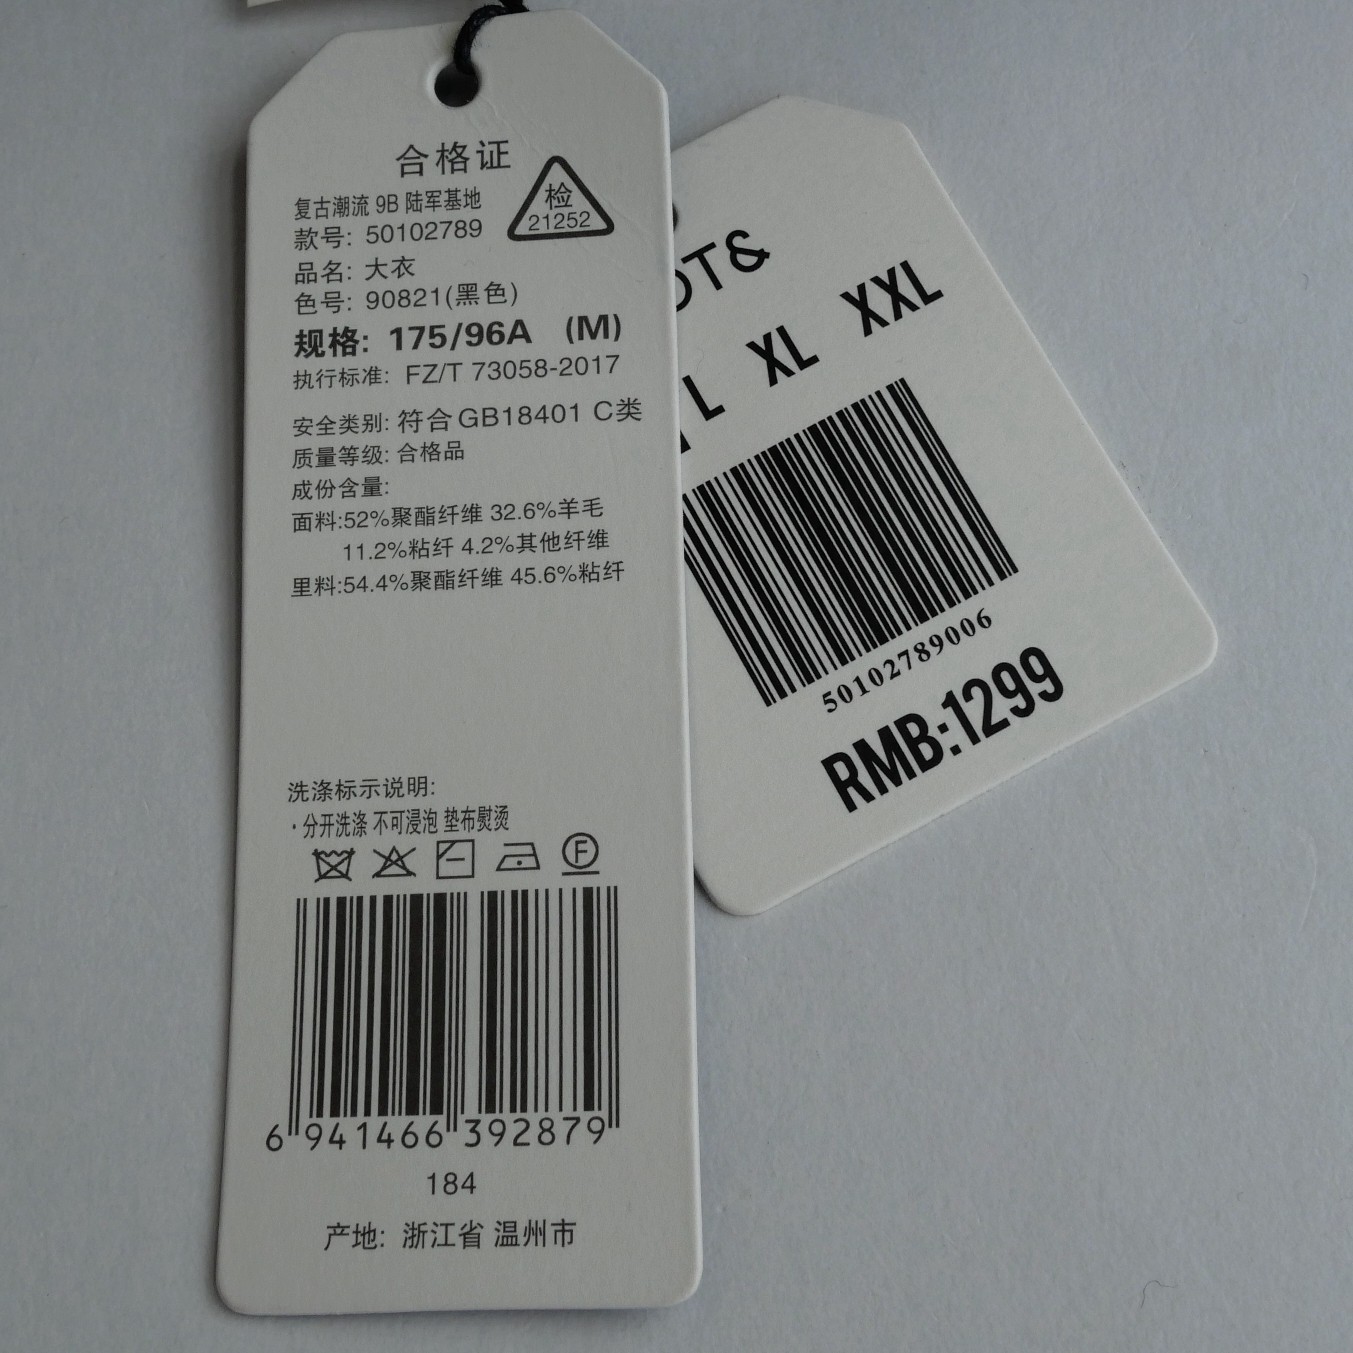 合格证
复古潮流 9B 陆军基地
检
21252
款号: 50102789
品名: 大衣
色号: 90821(黑色)
规格: 175/96A (M)
执行标准: FZ/T 73058-2017
安全类别: 符合GB18401 C类
质量等级: 合格品
成份含量:
面料:52%聚酯纤维 32.6%羊毛
11.2%粘纤 4.2%其他纤维
里料:54.4%聚酯纤维 45.6%粘纤
洗涤标示说明:
·分开洗涤 不可浸泡 垫布熨烫
F
6 941466 392879
184
产地: 浙江省 温州市
OT&
L XL XXL
50102789006
RMB:1299